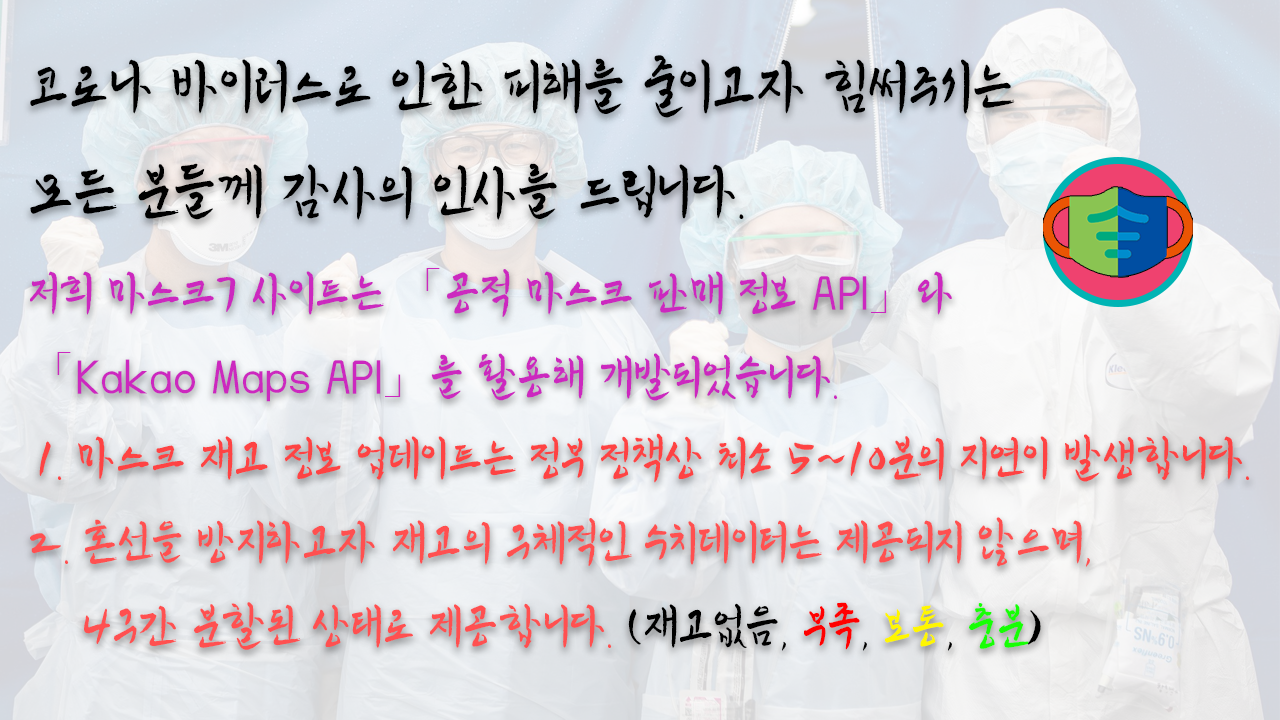 코로나 바이러스로 인한 피해를 줄이고자 힘써주시는
모든 분들께 감사의 인사를 드립니다.
저희 마스크7 사이트는 「공적 마스크 판매 정보 API」와
「Kakao Maps API」를 활용해 개발되었습니다.
1. 마스크 재고 정보 업데이트는 정부 정책상 최소 5~10분의 지연이 발생합니다.
2. 혼선을 방지하고자 재고의 구체적인 수치데이터는 제공되지 않으며,
4구간 분할된 상태로 제공합니다. (재고없음, 부족, 보통, 충분)